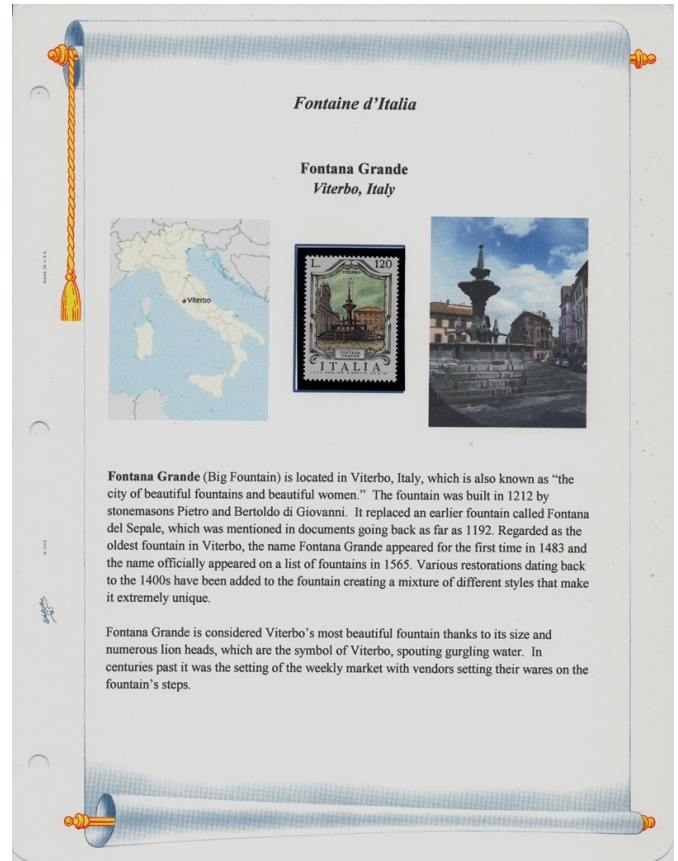 Fontaine d'Italia
Fontana Grande
Viterbo, Italy
Viterbo
L. 120
VITERBO
FONTANA
GRANDE
ITALIA
MADE IN U.S.A.
Fontana Grande (Big Fountain) is located in Viterbo, Italy, which is also known as “the
city of beautiful fountains and beautiful women.” The fountain was built in 1212 by
stonemasons Pietro and Bertoldo di Giovanni. It replaced an earlier fountain called Fontana
del Sepale, which was mentioned in documents going back as far as 1192. Regarded as the
oldest fountain in Viterbo, the name Fontana Grande appeared for the first time in 1483 and
the name officially appeared on a list of fountains in 1565. Various restorations dating back
to the 1400s have been added to the fountain creating a mixture of different styles that make
it extremely unique.
Fontana Grande is considered Viterbo’s most beautiful fountain thanks to its size and
numerous lion heads, which are the symbol of Viterbo, spouting gurgling water. In
centuries past it was the setting of the weekly market with vendors setting their wares on the
fountain’s steps.